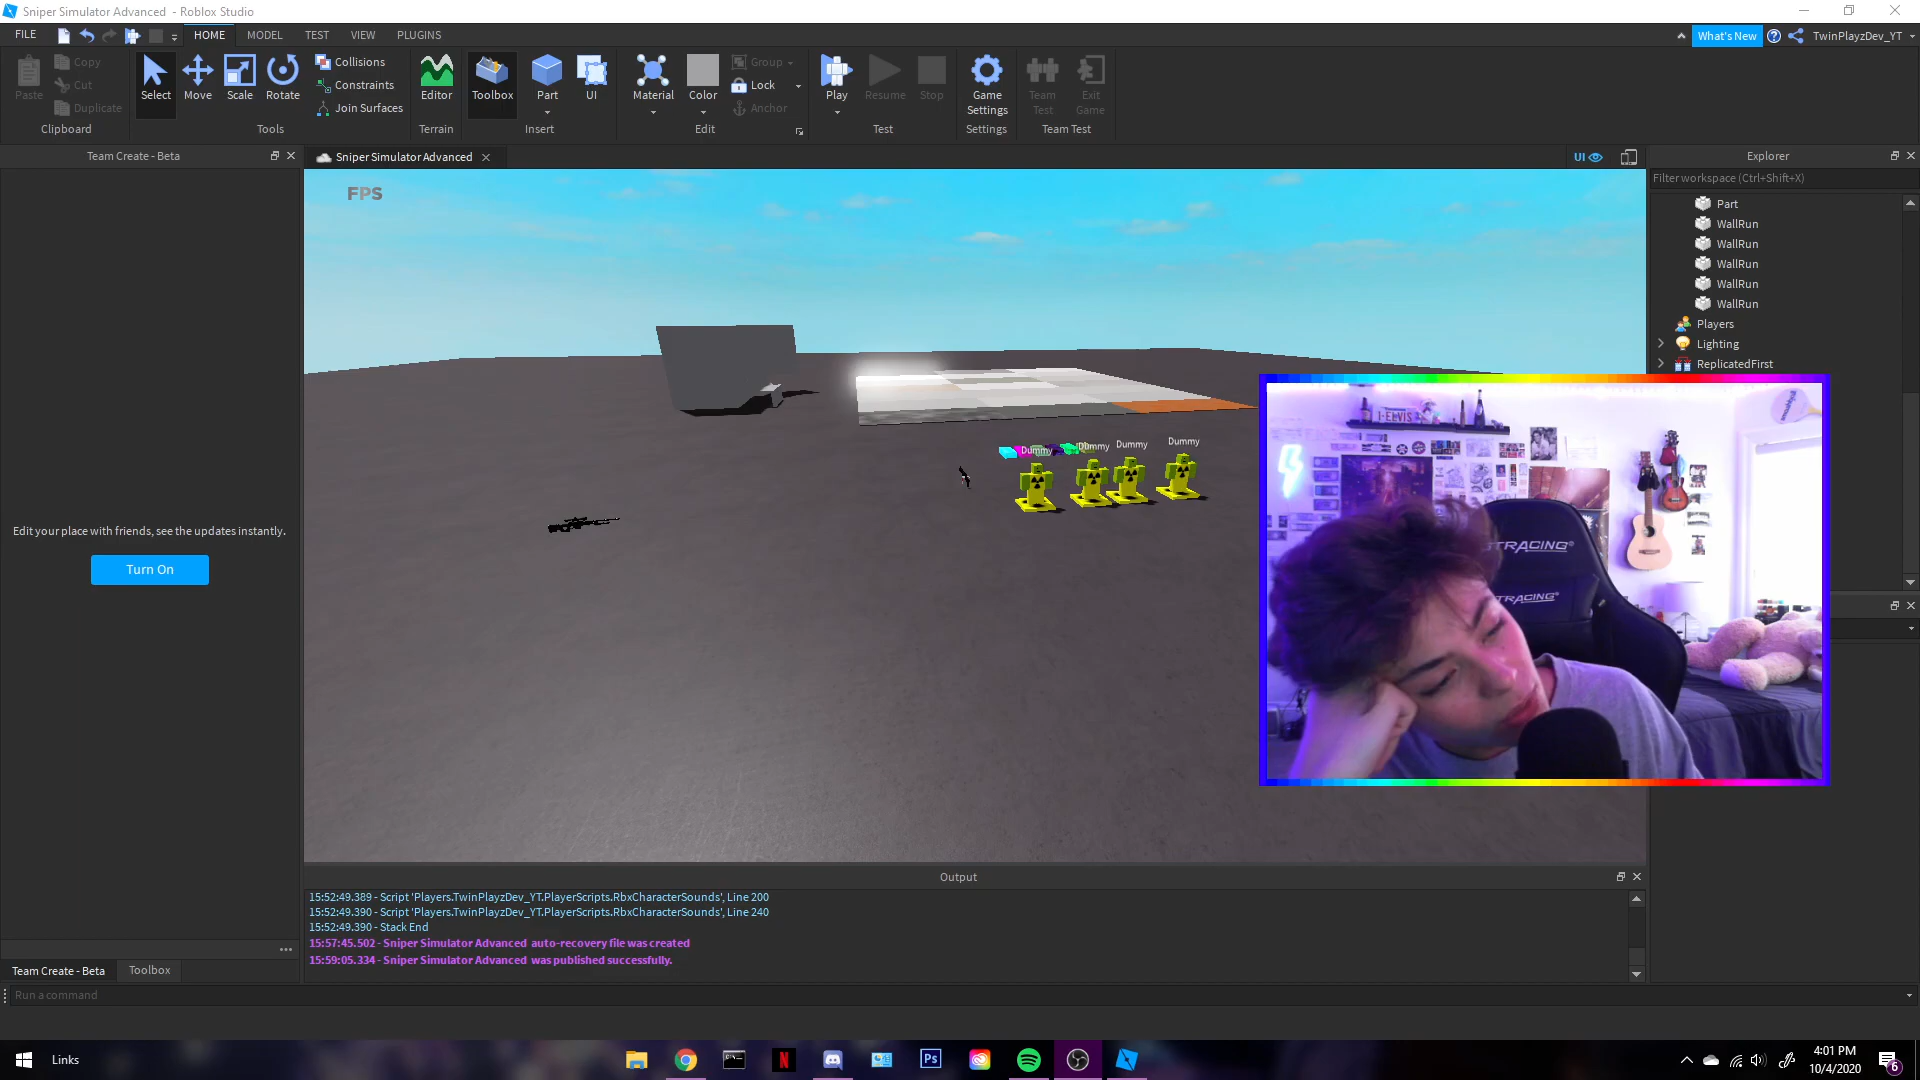 Sniper Simulator Advanced - Roblox Studio
FILE HOME MODEL TEST VIEW PLUGINS What's New TwinPlayzDev_YT
Paste Copy Cut Duplicate
Clipboard
Select Move Scale Rotate Collisions Constraints Join Surfaces
Tools
Editor
Terrain
Toolbox Part UI
Insert
Material Color Group Lock Anchor
Edit
Play Resume Stop
Test
Game Settings
Settings
Team Test Exit Game
Team Test
Team Create - Beta
Sniper Simulator Advanced
UI
Explorer
Filter workspace (Ctrl+Shift+X)
FPS
Part
WallRun
WallRun
WallRun
WallRun
WallRun
Players
Lighting
ReplicatedFirst
Dummy Dummy Dummy Dummy
Edit your place with friends, see the updates instantly.
Turn On
Output
15:52:49.389 - Script 'Players.TwinPlayzDev_YT.PlayerScripts.RbxCharacterSounds', Line 200
15:52:49.390 - Script 'Players.TwinPlayzDev_YT.PlayerScripts.RbxCharacterSounds', Line 240
15:52:49.390 - Stack End
15:57:45.502 - Sniper Simulator Advanced auto-recovery file was created
15:59:05.334 - Sniper Simulator Advanced was published successfully.
Team Create - Beta Toolbox
Run a command
Links
Ps
4:01 PM
10/4/2020
6